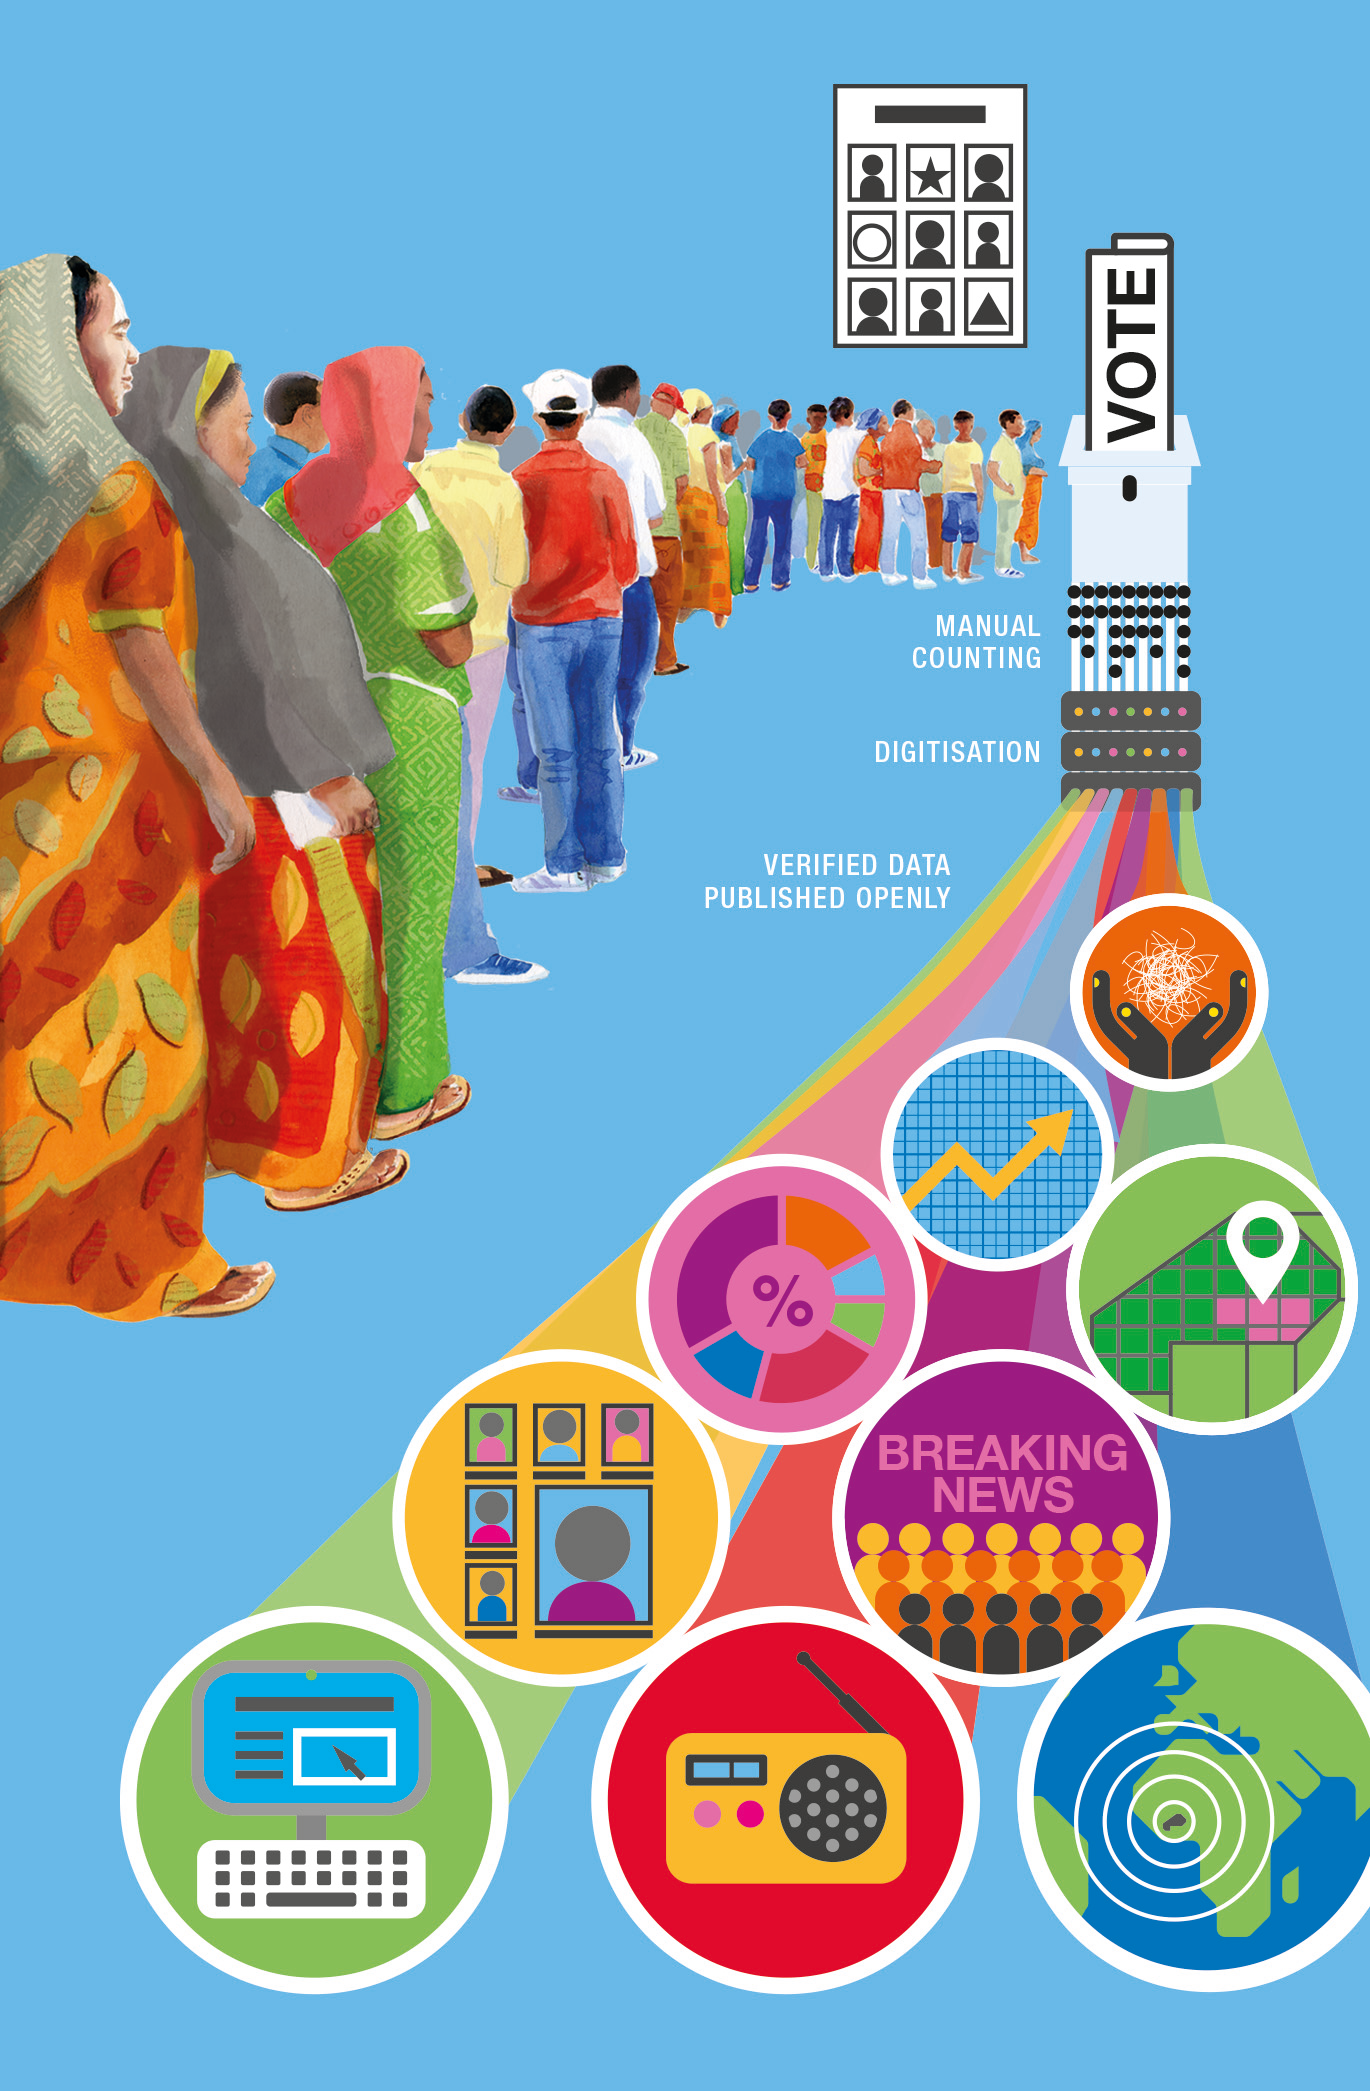 VOTE
MANUAL
COUNTING
DIGITISATION
VERIFIED DATA
PUBLISHED OPENLY
%
BREAKING
NEWS